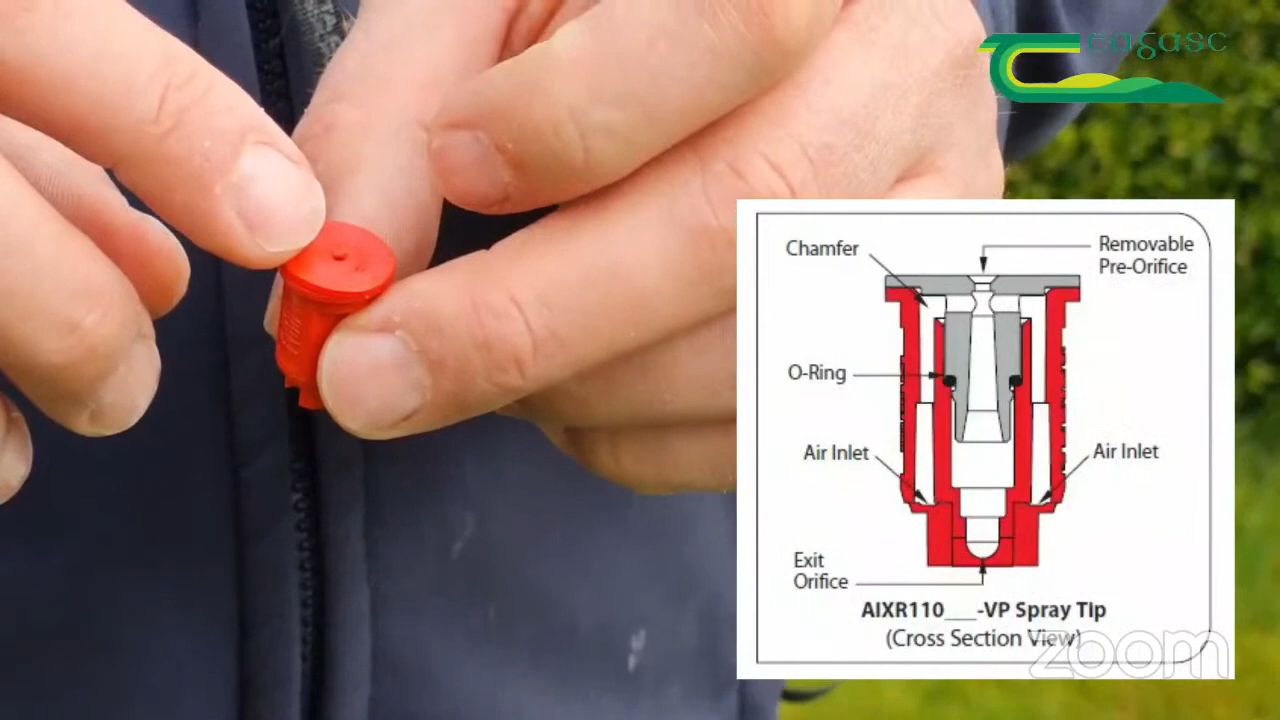 teagasc
Chamfer
Removable
Pre-Orifice
O-Ring
Air Inlet
Air Inlet
Exit
Orifice
AIXR110___-VP Spray Tip
(Cross Section View)
zoom